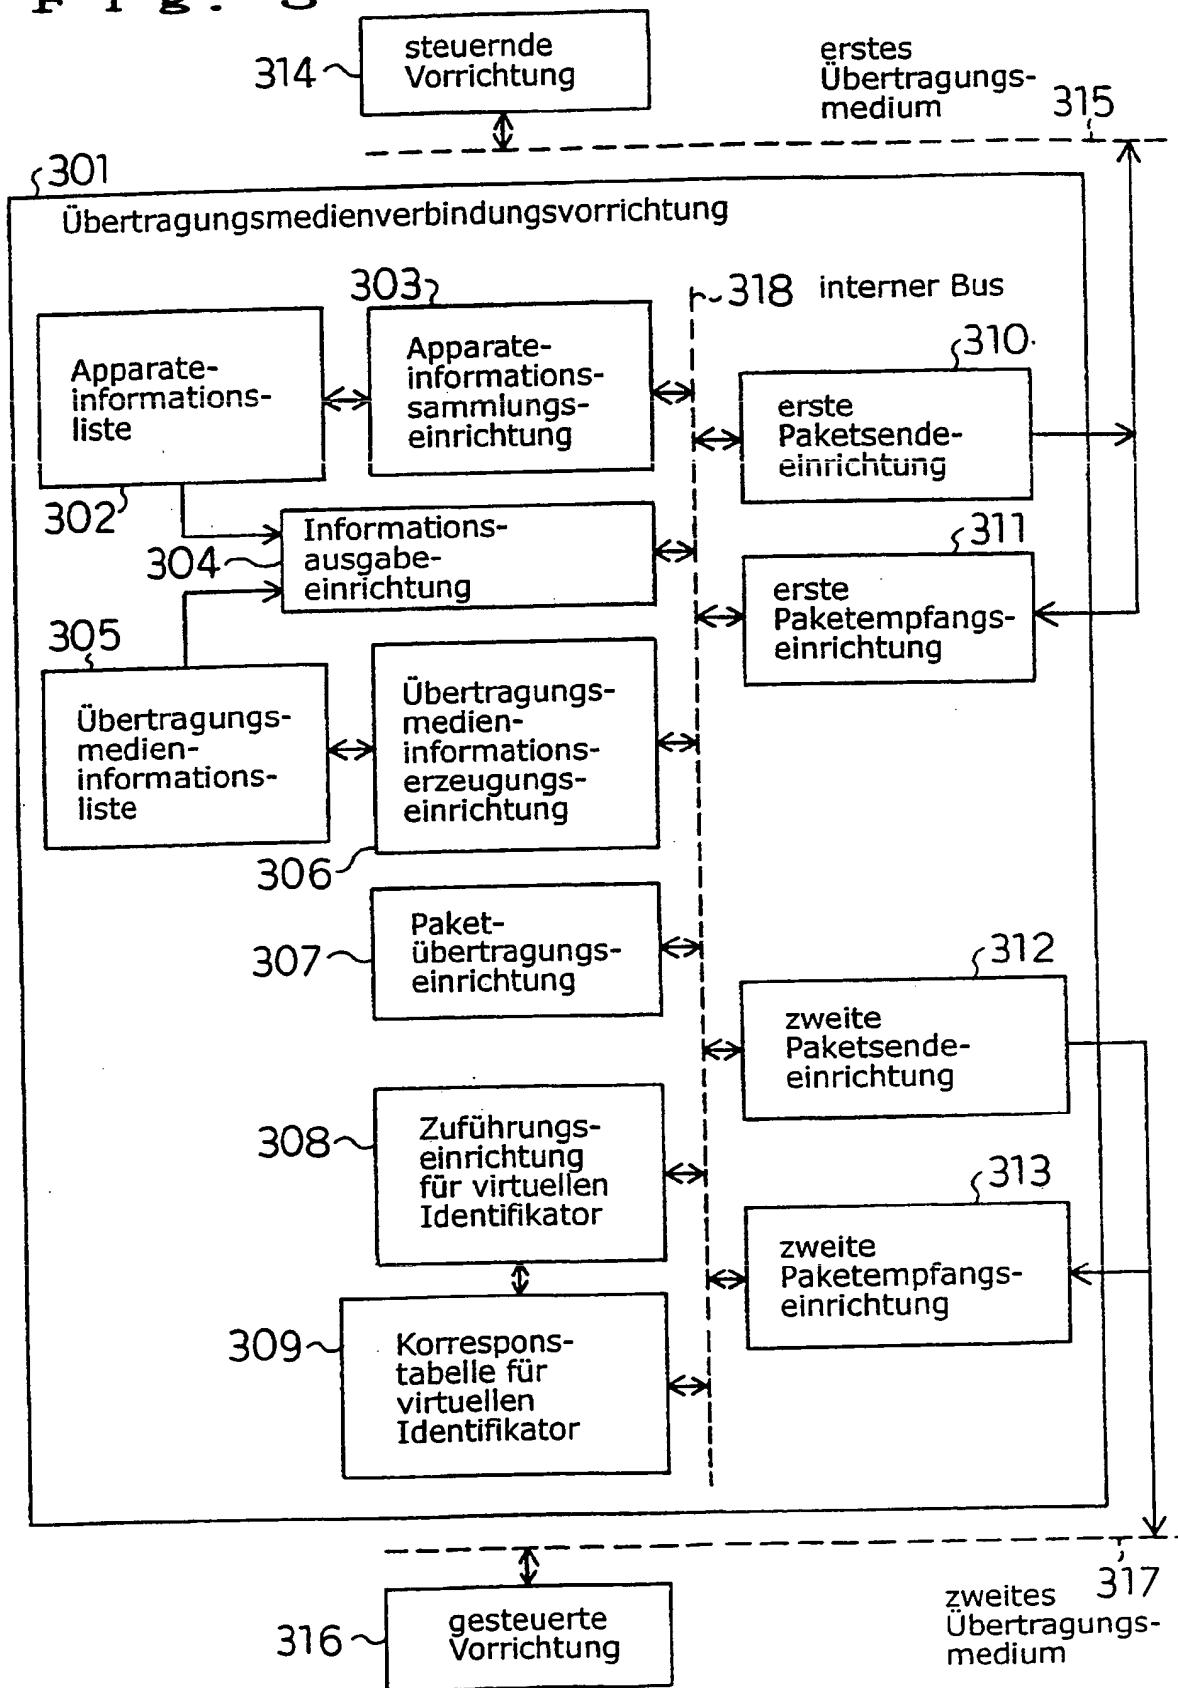 steuernde
Vorrichtung
314
erstes
Übertragungs-
medium
315
301
Übertragungsmedienverbindungsvorrichtung
303
318 interner Bus
Apparate-
informations-
liste
302
Apparate-
informations-
sammlungs-
einrichtung
310
erste
Paketsende-
einrichtung
304
Informations-
ausgabe-
einrichtung
311
erste
Paketempfangs-
einrichtung
305
Übertragungs-
medien-
informations-
liste
Übertragungs-
medien-
informations-
erzeugungs-
einrichtung
306
307
Paket-
übertragungs-
einrichtung
312
zweite
Paketsende-
einrichtung
308
Zuführungs-
einrichtung
für virtuellen
Identifikator
313
zweite
Paketempfangs-
einrichtung
309
Korrespons-
tabelle für
virtuellen
Identifikator
316
gesteuerte
Vorrichtung
317
zweites
Übertragungs-
medium